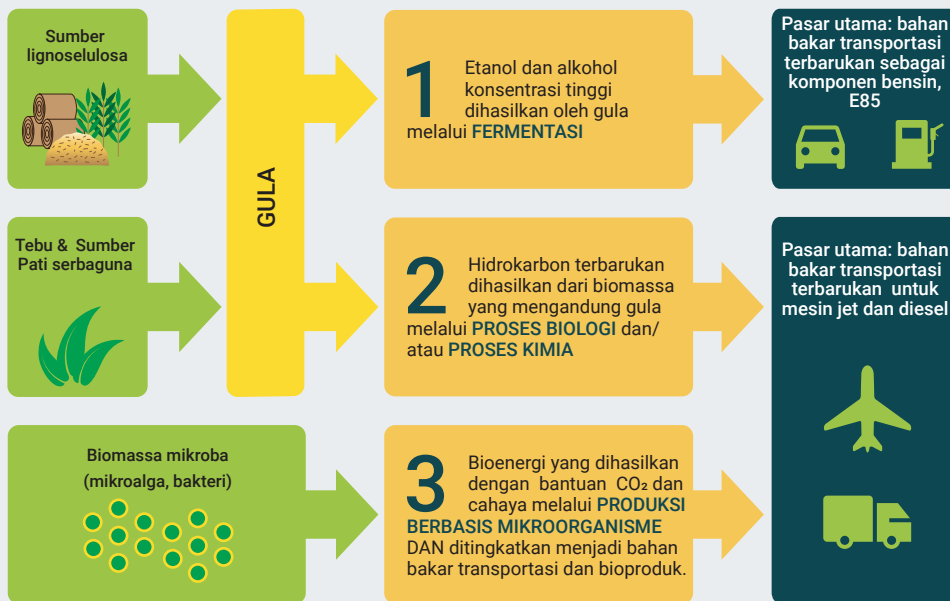 Sumber
lignoselulosa
GULA
1
Etanol dan alkohol
konsentrasi tinggi
dihasilkan oleh gula
melalui FERMENTASI
Pasar utama: bahan
bakar transportasi
terbarukan sebagai
komponen bensin,
E85
Tebu & Sumber
Pati serbaguna
2
Hidrokarbon terbarukan
dihasilkan dari biomassa
yang mengandung gula
melalui PROSES BIOLOGI dan/
atau PROSES KIMIA
Pasar utama: bahan
bakar transportasi
terbarukan untuk
mesin jet dan diesel
Biomassa mikroba
(mikroalga, bakteri)
3
Bioenergi yang dihasilkan
dengan bantuan CO₂ dan
cahaya melalui PRODUKSI
BERBASIS MIKROORGANISME
DAN ditingkatkan menjadi bahan
bakar transportasi dan bioproduk.